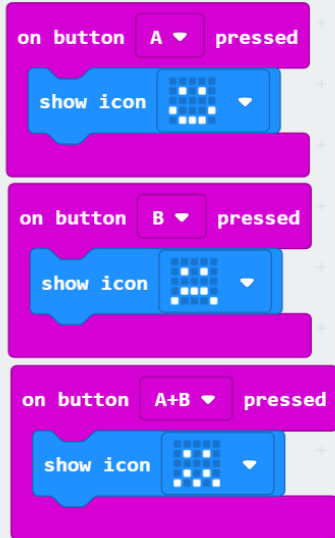 on button A pressed
show icon
on button B pressed
show icon
on button A+B pressed
show icon